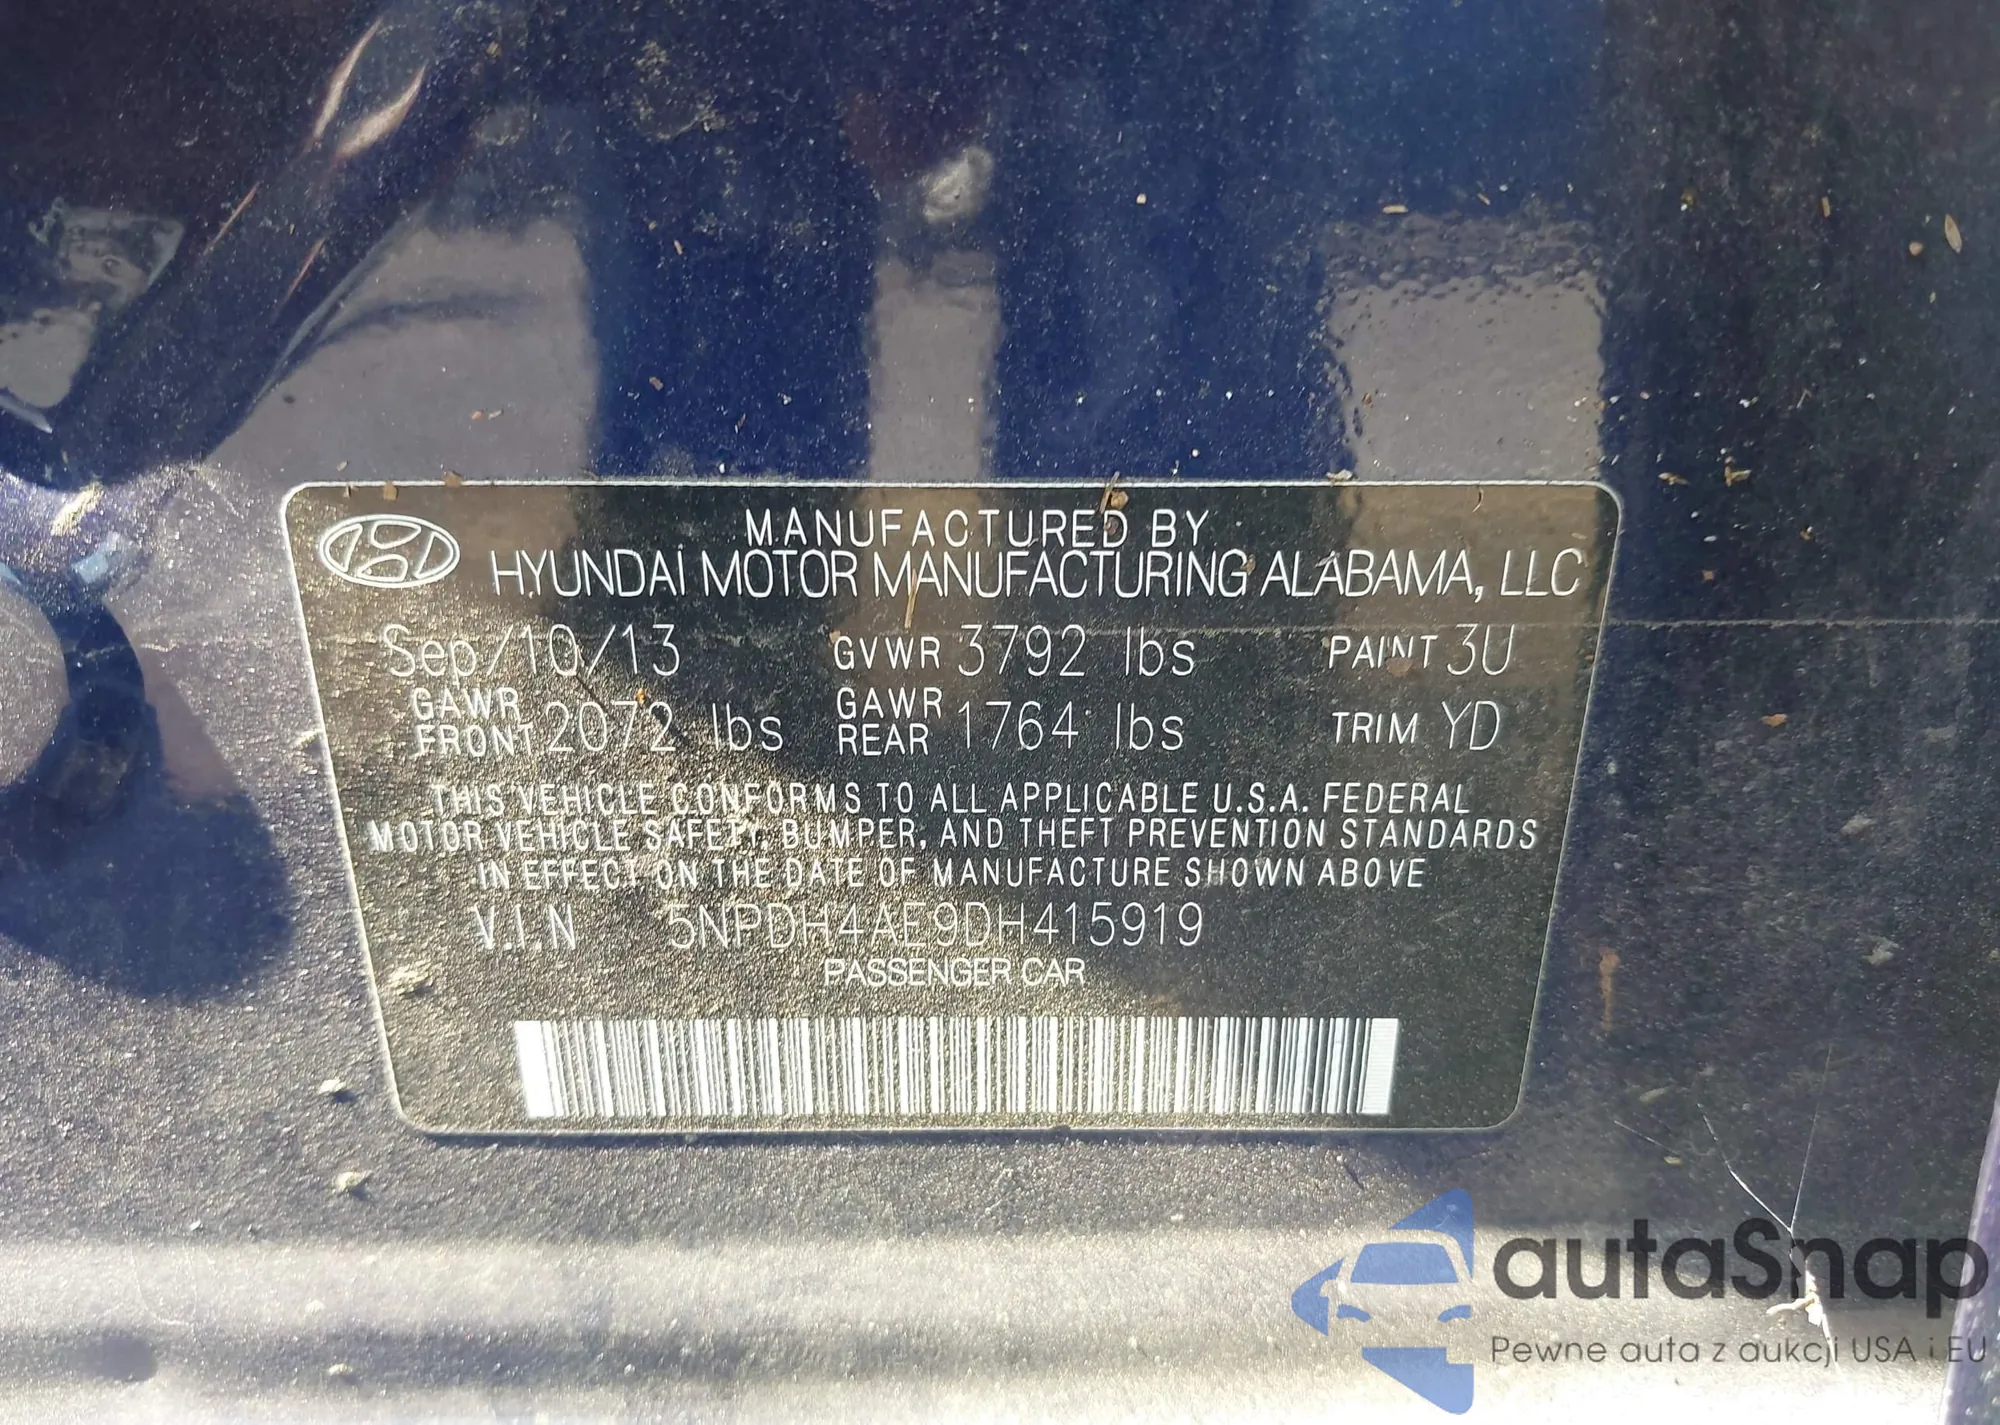 MANUFACTURED BY
HYUNDAI MOTOR MANUFACTURING ALABAMA, LLC
Sep/10/13 GVWR 3792 lbs PAINT 3U
GAWR FRONT 2072 lbs GAWR REAR 1764 lbs TRIM YD
THIS VEHICLE CONFORMS TO ALL APPLICABLE U.S.A. FEDERAL
MOTOR VEHICLE SAFETY, BUMPER, AND THEFT PREVENTION STANDARDS
IN EFFECT ON THE DATE OF MANUFACTURE SHOWN ABOVE
V.I.N 5NPDH4AE9DH415919
PASSENGER CAR
autaSnap
Pewne auta z aukcji USA i EU